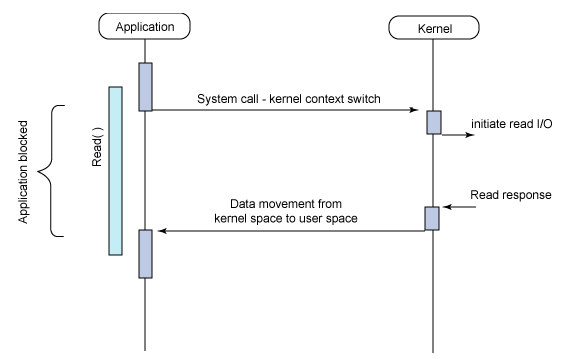 Application
Kernel
System call - kernel context switch
initiate read I/O
Application blocked
Read( )
Read response
Data movement from
kernel space to user space